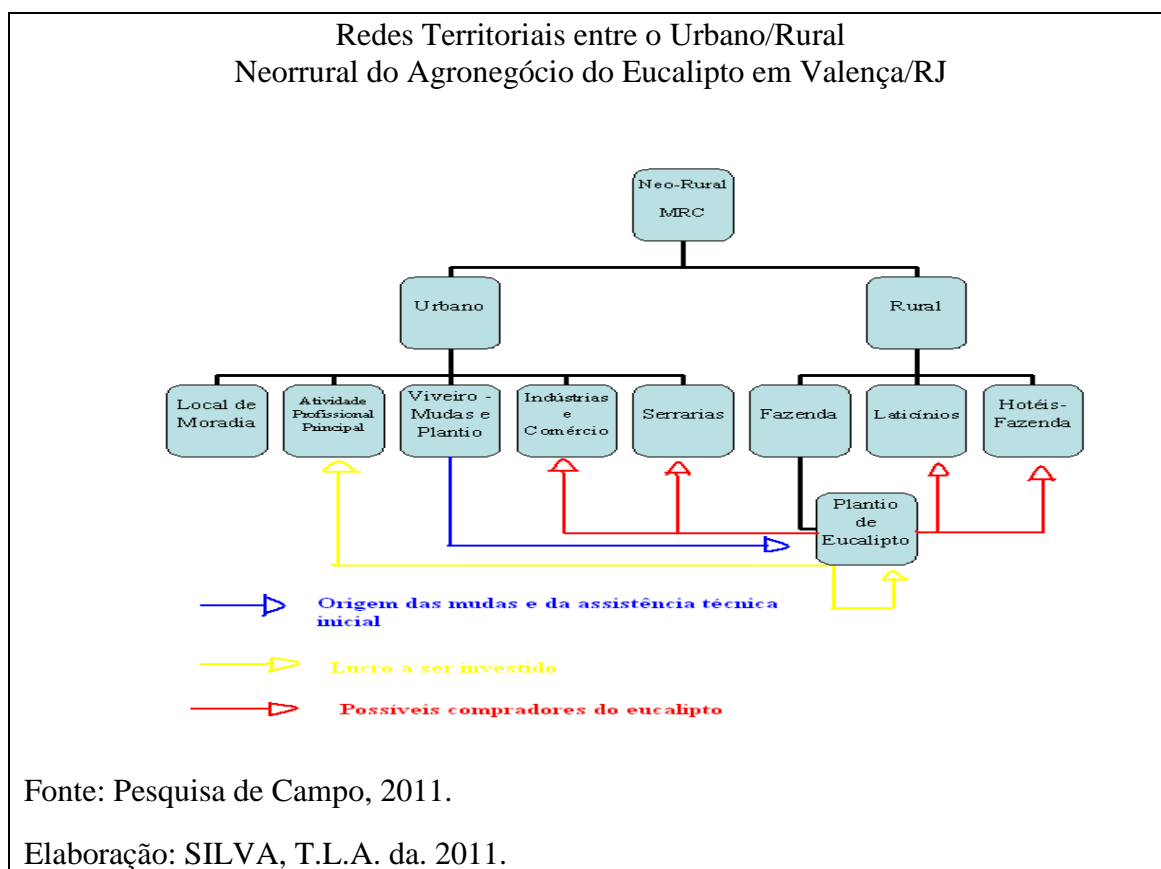 Redes Territoriais entre o Urbano/Rural
Neorrural do Agronegócio do Eucalipto em Valença/RJ
Neo-Rural
MRC
Urbano
Rural
Local de
Moradia
Atividade
Profissional
Principal
Viveiro -
Mudas e
Plantio
Indústrias
e
Comércio
Serrarias
Fazenda
Laticínios
Hotéis-
Fazenda
Plantio
de
Eucalipto
Origem das mudas e da assistência técnica
inicial
Lucro a ser investido
Possíveis compradores do eucalipto
Fonte: Pesquisa de Campo, 2011.
Elaboração: SILVA, T.L.A. da. 2011.